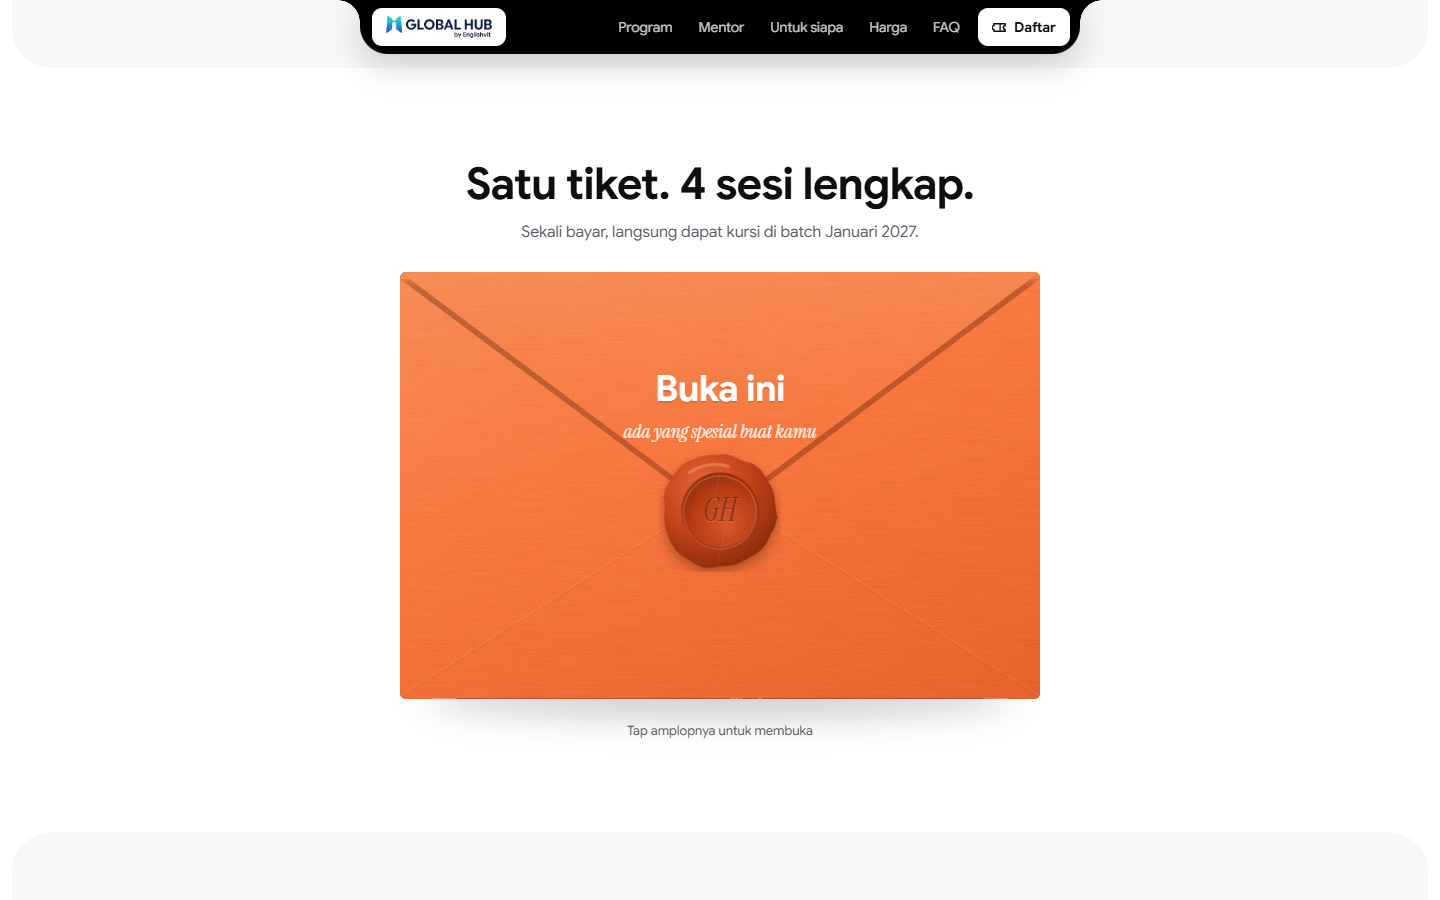 GLOBAL HUB
by Englishvit
Program
Mentor
Untuk siapa
Harga
FAQ
Daftar
Satu tiket. 4 sesi lengkap.
Sekali bayar, langsung dapat kursi di batch Januari 2027.
Buka ini
ada yang spesial buat kamu
GH
Tap amplopnya untuk membuka